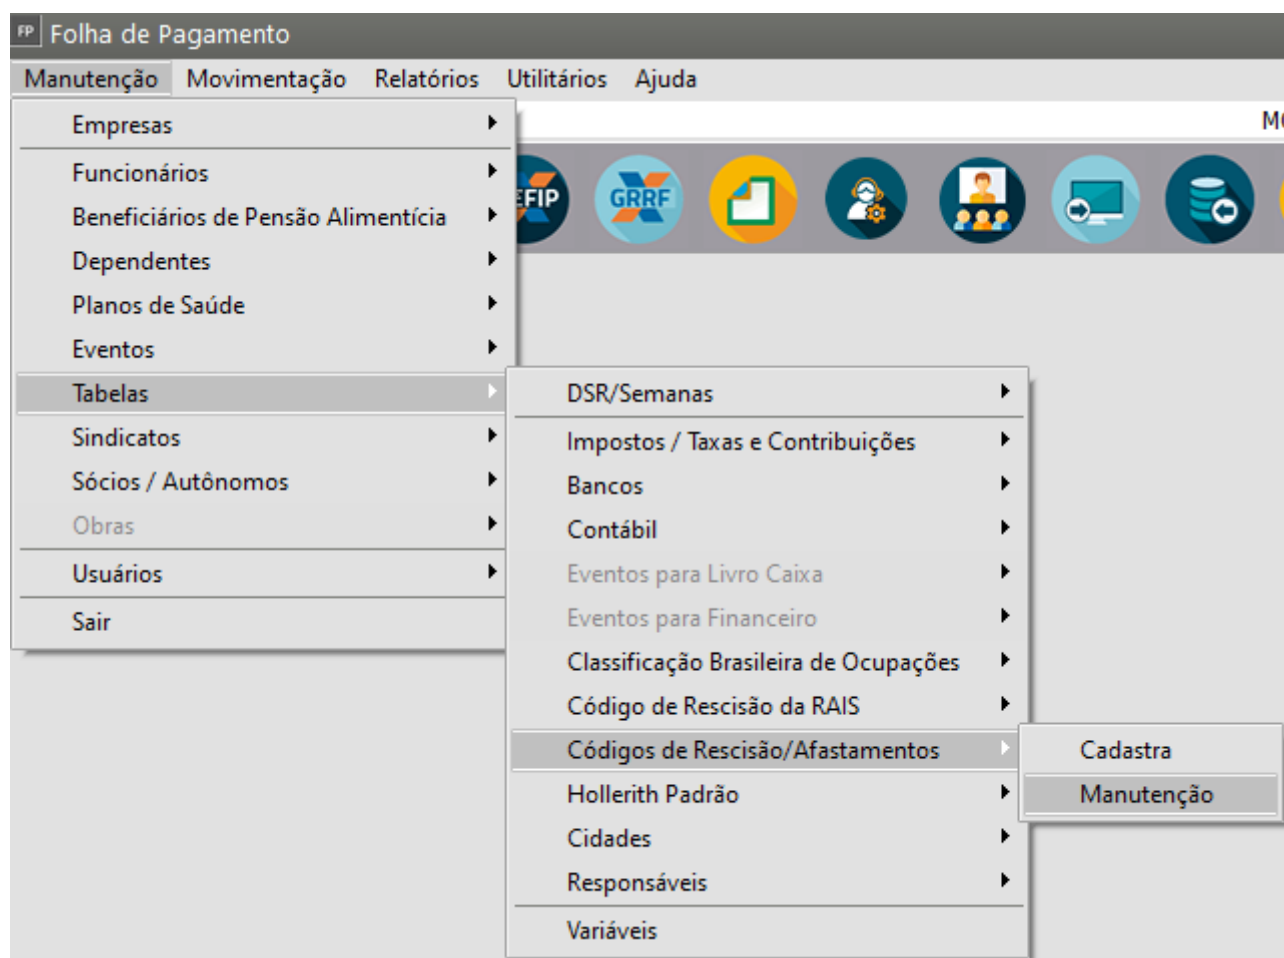 FP Folha de Pagamento
Manutenção Movimentação Relatórios Utilitários Ajuda
Empresas
Funcionários
Beneficiários de Pensão Alimentícia
Dependentes
Planos de Saúde
Eventos
Tabelas
Sindicatos
Sócios / Autônomos
Obras
Usuários
Sair
GRRF
DSR/Semanas
Impostos / Taxas e Contribuições
Bancos
Contábil
Eventos para Livro Caixa
Eventos para Financeiro
Classificação Brasileira de Ocupações
Código de Rescisão da RAIS
Códigos de Rescisão/Afastamentos
Hollerith Padrão
Cidades
Responsáveis
Variáveis
Cadastra
Manutenção